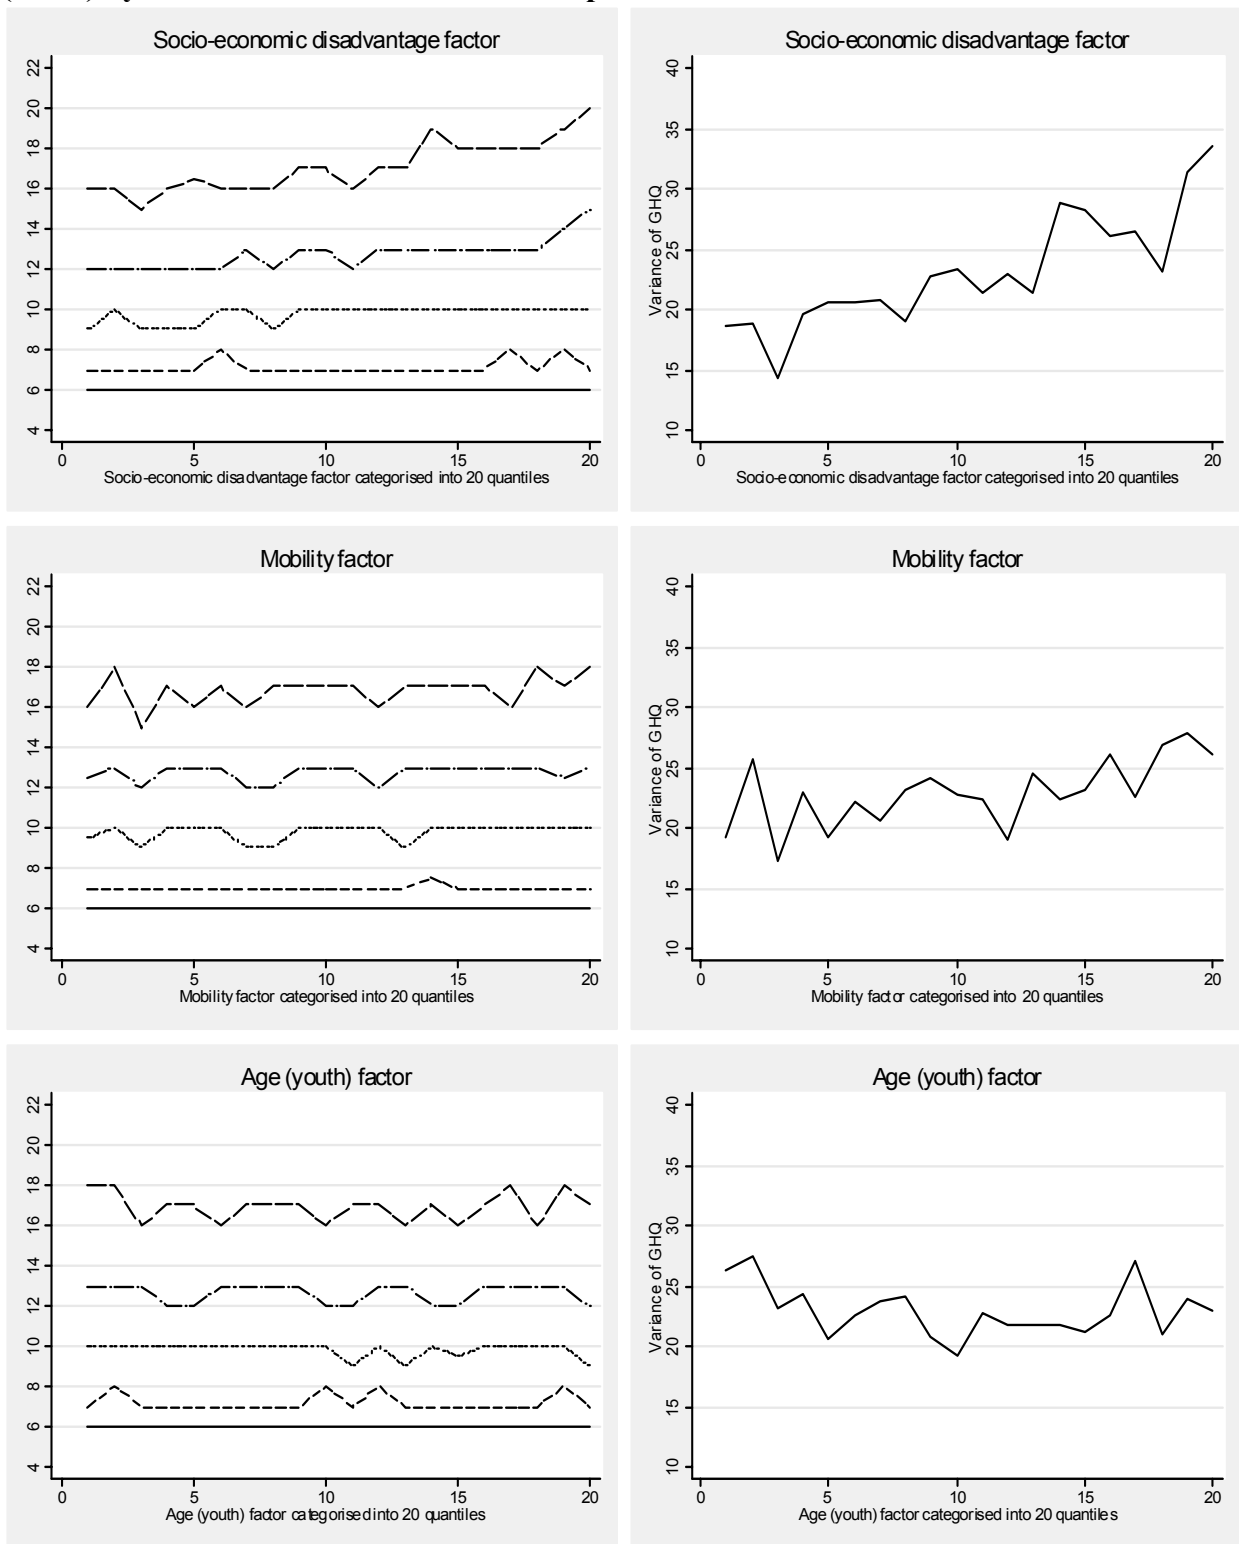 Socio-economic disadvantage factor
22
20
18
16
14
12
10
8
6
4
0 5 10 15 20
Socio-economic disadvantage factor categorised into 20 quantiles
Socio-economic disadvantage factor
Variance of GHQ
40
35
30
25
20
15
10
0 5 10 15 20
Socio-economic disadvantage factor categorised into 20 quantiles
Mobility factor
22
20
18
16
14
12
10
8
6
4
0 5 10 15 20
Mobility factor categorised into 20 quantiles
Mobility factor
Variance of GHQ
40
35
30
25
20
15
10
0 5 10 15 20
Mobility factor categorised into 20 quantiles
Age (youth) factor
22
20
18
16
14
12
10
8
6
4
0 5 10 15 20
Age (youth) factor categorised into 20 quantiles
Age (youth) factor
Variance of GHQ
40
35
30
25
20
15
10
0 5 10 15 20
Age (youth) factor categorised into 20 quantiles